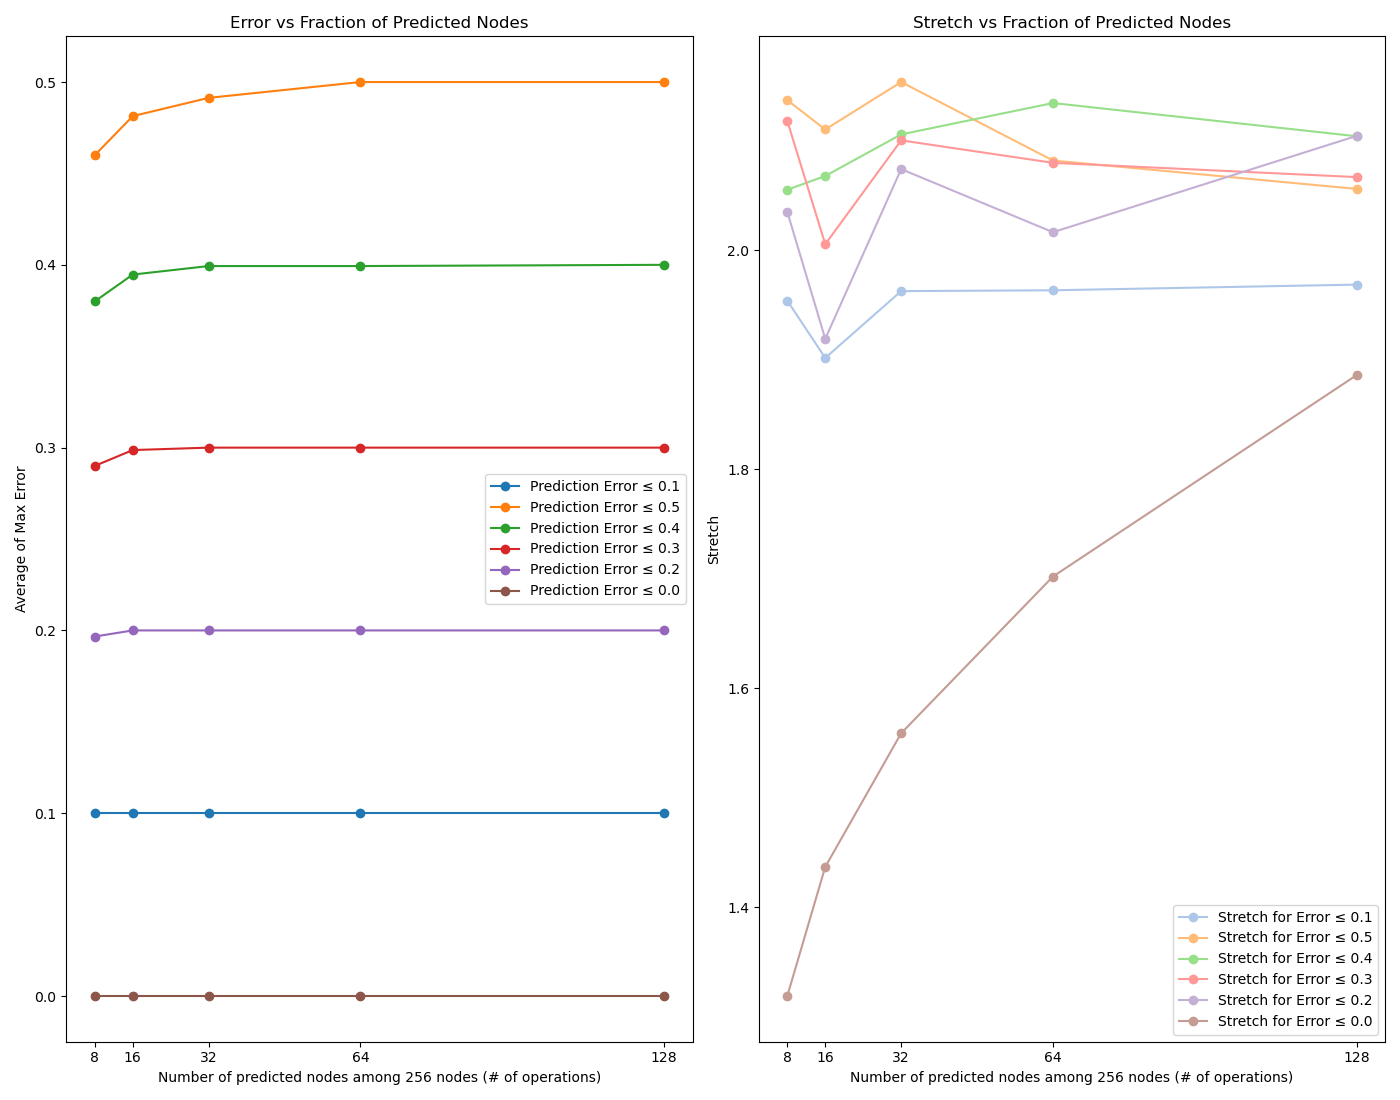 Error vs Fraction of Predicted Nodes
0.5
0.4
0.3
0.2
0.1
0.0
Average of Max Error
Prediction Error ≤ 0.1
Prediction Error ≤ 0.5
Prediction Error ≤ 0.4
Prediction Error ≤ 0.3
Prediction Error ≤ 0.2
Prediction Error ≤ 0.0
8 16 32 64 128
Number of predicted nodes among 256 nodes (# of operations)
Stretch vs Fraction of Predicted Nodes
2.0
1.8
1.6
1.4
Stretch
Stretch for Error ≤ 0.1
Stretch for Error ≤ 0.5
Stretch for Error ≤ 0.4
Stretch for Error ≤ 0.3
Stretch for Error ≤ 0.2
Stretch for Error ≤ 0.0
8 16 32 64 128
Number of predicted nodes among 256 nodes (# of operations)